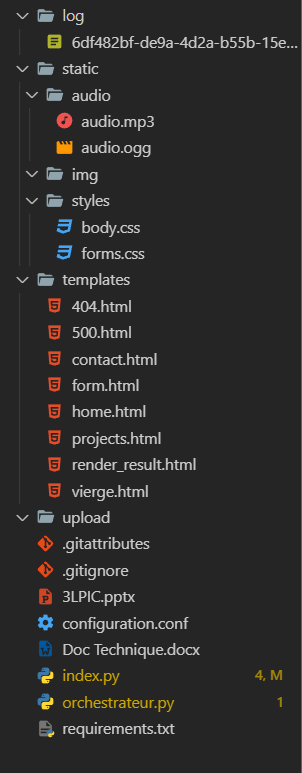 log
6df482bf-de9a-4d2a-b55b-15e...
static
audio
audio.mp3
audio.ogg
img
styles
body.css
forms.css
templates
404.html
500.html
contact.html
form.html
home.html
projects.html
render_result.html
vierge.html
upload
.gitattributes
.gitignore
3LPIC.pptx
configuration.conf
Doc Technique.docx
index.py 4, M
orchestrateur.py 1
requirements.txt